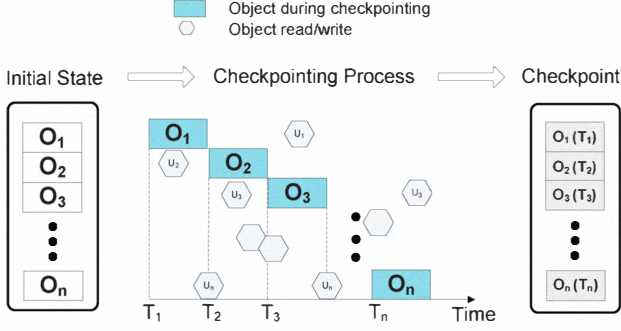 Object during checkpointing
Object read/write
Initial State
Checkpointing Process
Checkpoint
O1
O2
O3
On
O1
U1
U2
O2
U3
O3
U3
Un
Un
On
T1
T2
T3
Tn
Time
O1(T1)
O2(T2)
O3(T3)
On(Tn)